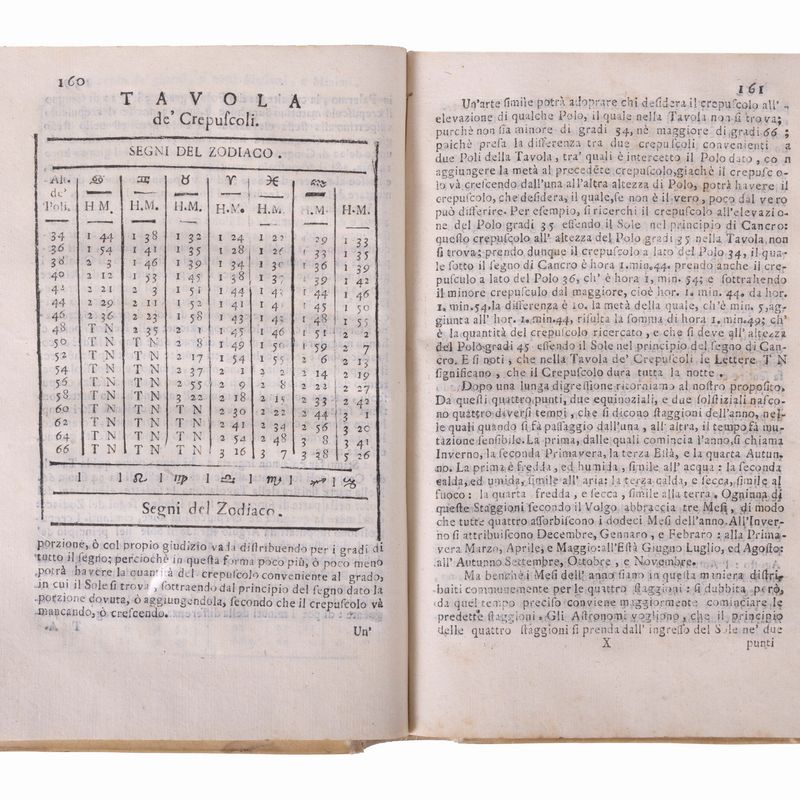 160
TAVOLA
de' Crepuſcoli.
SEGNI DEL ZODIACO.
Alt. ♋ ♊ ♉ ♈ ♓ ♒
de'
Poli. H M. H.M. H.M. H.M. H.M. H.M. H.M.
34 1 44 1 38 1 32 1 24 1 22 1 29 1 33
36 1 54 1 41 1 35 1 28 1 26 1 33 1 35
38 2 3 1 46 1 39 1 34 1 30 1 36 1 39
40 2 12 1 53 1 45 1 38 1 37 1 39 1 42
42 2 21 2 3 1 51 1 41 1 39 1 44 1 46
44 2 29 2 11 1 52 1 41 1 41 1 45 1 50
46 2 36 2 23 1 58 1 43 1 43 1 48 1 55
48 T N 2 35 2 1 1 45 1 46 1 51 2 2
50 T N T N 2 8 1 49 1 50 1 59 2 7
52 T N T N 2 17 1 54 1 55 2 6 2 13
54 T N T N 2 37 2 1 2 2 2 14 2 19
56 T N T N 2 55 2 9 2 8 2 22 2 27
58 T N T N 3 22 2 18 2 15 2 33 2 42
60 T N T N T N 2 30 2 22 2 44 3 1
62 T N T N T N 2 41 2 34 2 56 3 20
64 T N T N T N 2 54 2 48 3 8 3 41
66 T N T N T N 3 16 3 7 3 38 5 26
♌ ♍ ♎ ♏ ♐ ♑
Segni del Zodiaco.
porzione, ò col propio giudizio va la diſtribuendo per i gradi di
tutto il ſegno; perciochè in queſta forma poco più, ò poco meno
potrà havere la quantità del crepuſcolo conveniente al grado,
in cui il Sole ſi trova, ſottraendo dal principio del ſegno dato la
porzione dovuta, ò aggiungendola, ſecondo che il crepuſcolo và
mancando, ò creſcendo.
Un'
161
Un'arte ſimile potrà adoprare chi deſidera il crepuſcolo all'
elevazione di qualche Polo, il quale nella Tavola non ſi trova;
purchè non ſia minore di gradi 34, nè maggiore di gradi 66;
poichè preſa la differenza tra due crepuſcoli convenienti a
due Poli della Tavola, tra' quali è intercetto il Polo dato, con
aggiungere la metà al precedẽte crepuſcolo, giachè il crepuſc o
lo và creſcendo dall'una all'altra altezza di Polo, potrà havere il
crepuſcolo, che deſidera, il quale, ſe non è il vero, poco dal vero
può differire. Per eſempio, ſi ricerchi il crepuſcolo all'elevazi o
ne del Polo gradi 35 eſſendo il Sole nel principio di Cancro:
queſto crepuſcolo all' altezza del Polo gradi 35 nella Tavola non
ſi trova; prendo dunque il crepuſcolo a lato del Polo 34, il qua-
le ſotto il ſegno di Cancro è hora 1. min. 44. prendo anche il cre-
puſculo a lato del Polo 36, ch' è hora 1, min. 54; e ſottrahendo
il minore crepuſculo dal maggiore, cioè hor. 1. min. 44. da hor.
1. min. 54. la differenza è 10. la metà della quale, ch'è min. 5, ag-
giunta all' hor. 1. min. 44, riſulta la ſomma di hora 1. min. 49; ch'
è la quantità del crepuſcolo ricercato, e che ſi deve all' altezza
del Polo gradi 45 eſſendo il Sole nel principio del ſegno di Can-
cro. E ſi noti, che nella Tavola de' Crepuſcoli le Lettere T N
ſignificano, che il Crepuſcolo dura tutta la notte.
Dopo una lunga digreſſione ritorniamo al noſtro propoſito.
Da queſti quattro punti, due equinoziali, e due ſolſtiziali naſco-
no quattro diverſi tempi, che ſi dicono ſtaggioni dell'anno, nel-
le quali quando ſi fà paſſaggio dall'una, all'altra, il tempo fà mu-
tazione ſenſibile. La prima, dalle quali comincia l'anno, ſi chiama
Inverno, la ſeconda Primavera, la terza Eſtà, e la quarta Autun-
no. La prima è fredda, ed humida, ſimile all' acqua: la ſeconda
calda, ed umida, ſimile all' aria: la terza calda, e ſecca, ſimile al
fuoco: la quarta fredda, e ſecca, ſimile alla terra. Ogninna di
queſte Staggioni ſecondo il Volgo abbraccia tre Meſi, di modo
che tutte quattro aſſorbiſcono i dodeci Meſi dell'anno. All'Inver-
no ſi attribuiſcono Decembre, Gennaro, e Febraro: alla Prima-
vera Marzo, Aprile, e Maggio: all'Eſtà Giugno Luglio, ed Agoſto:
all' Autunno Settembre, Ottobre, e Novembre.
Ma benchè i Meſi dell' anno ſiano in queſta maniera diſtri-
buiti communemente per le quattro ſtaggioni: ſi dubbita però,
da quel tempo preciſo conviene maggiormente cominciare le
predette ſtaggioni. Gli Aſtronomi vogliono, che il principio
delle quattro ſtaggioni ſi prenda dall' ingreſſo del Sole ne' due
X punti